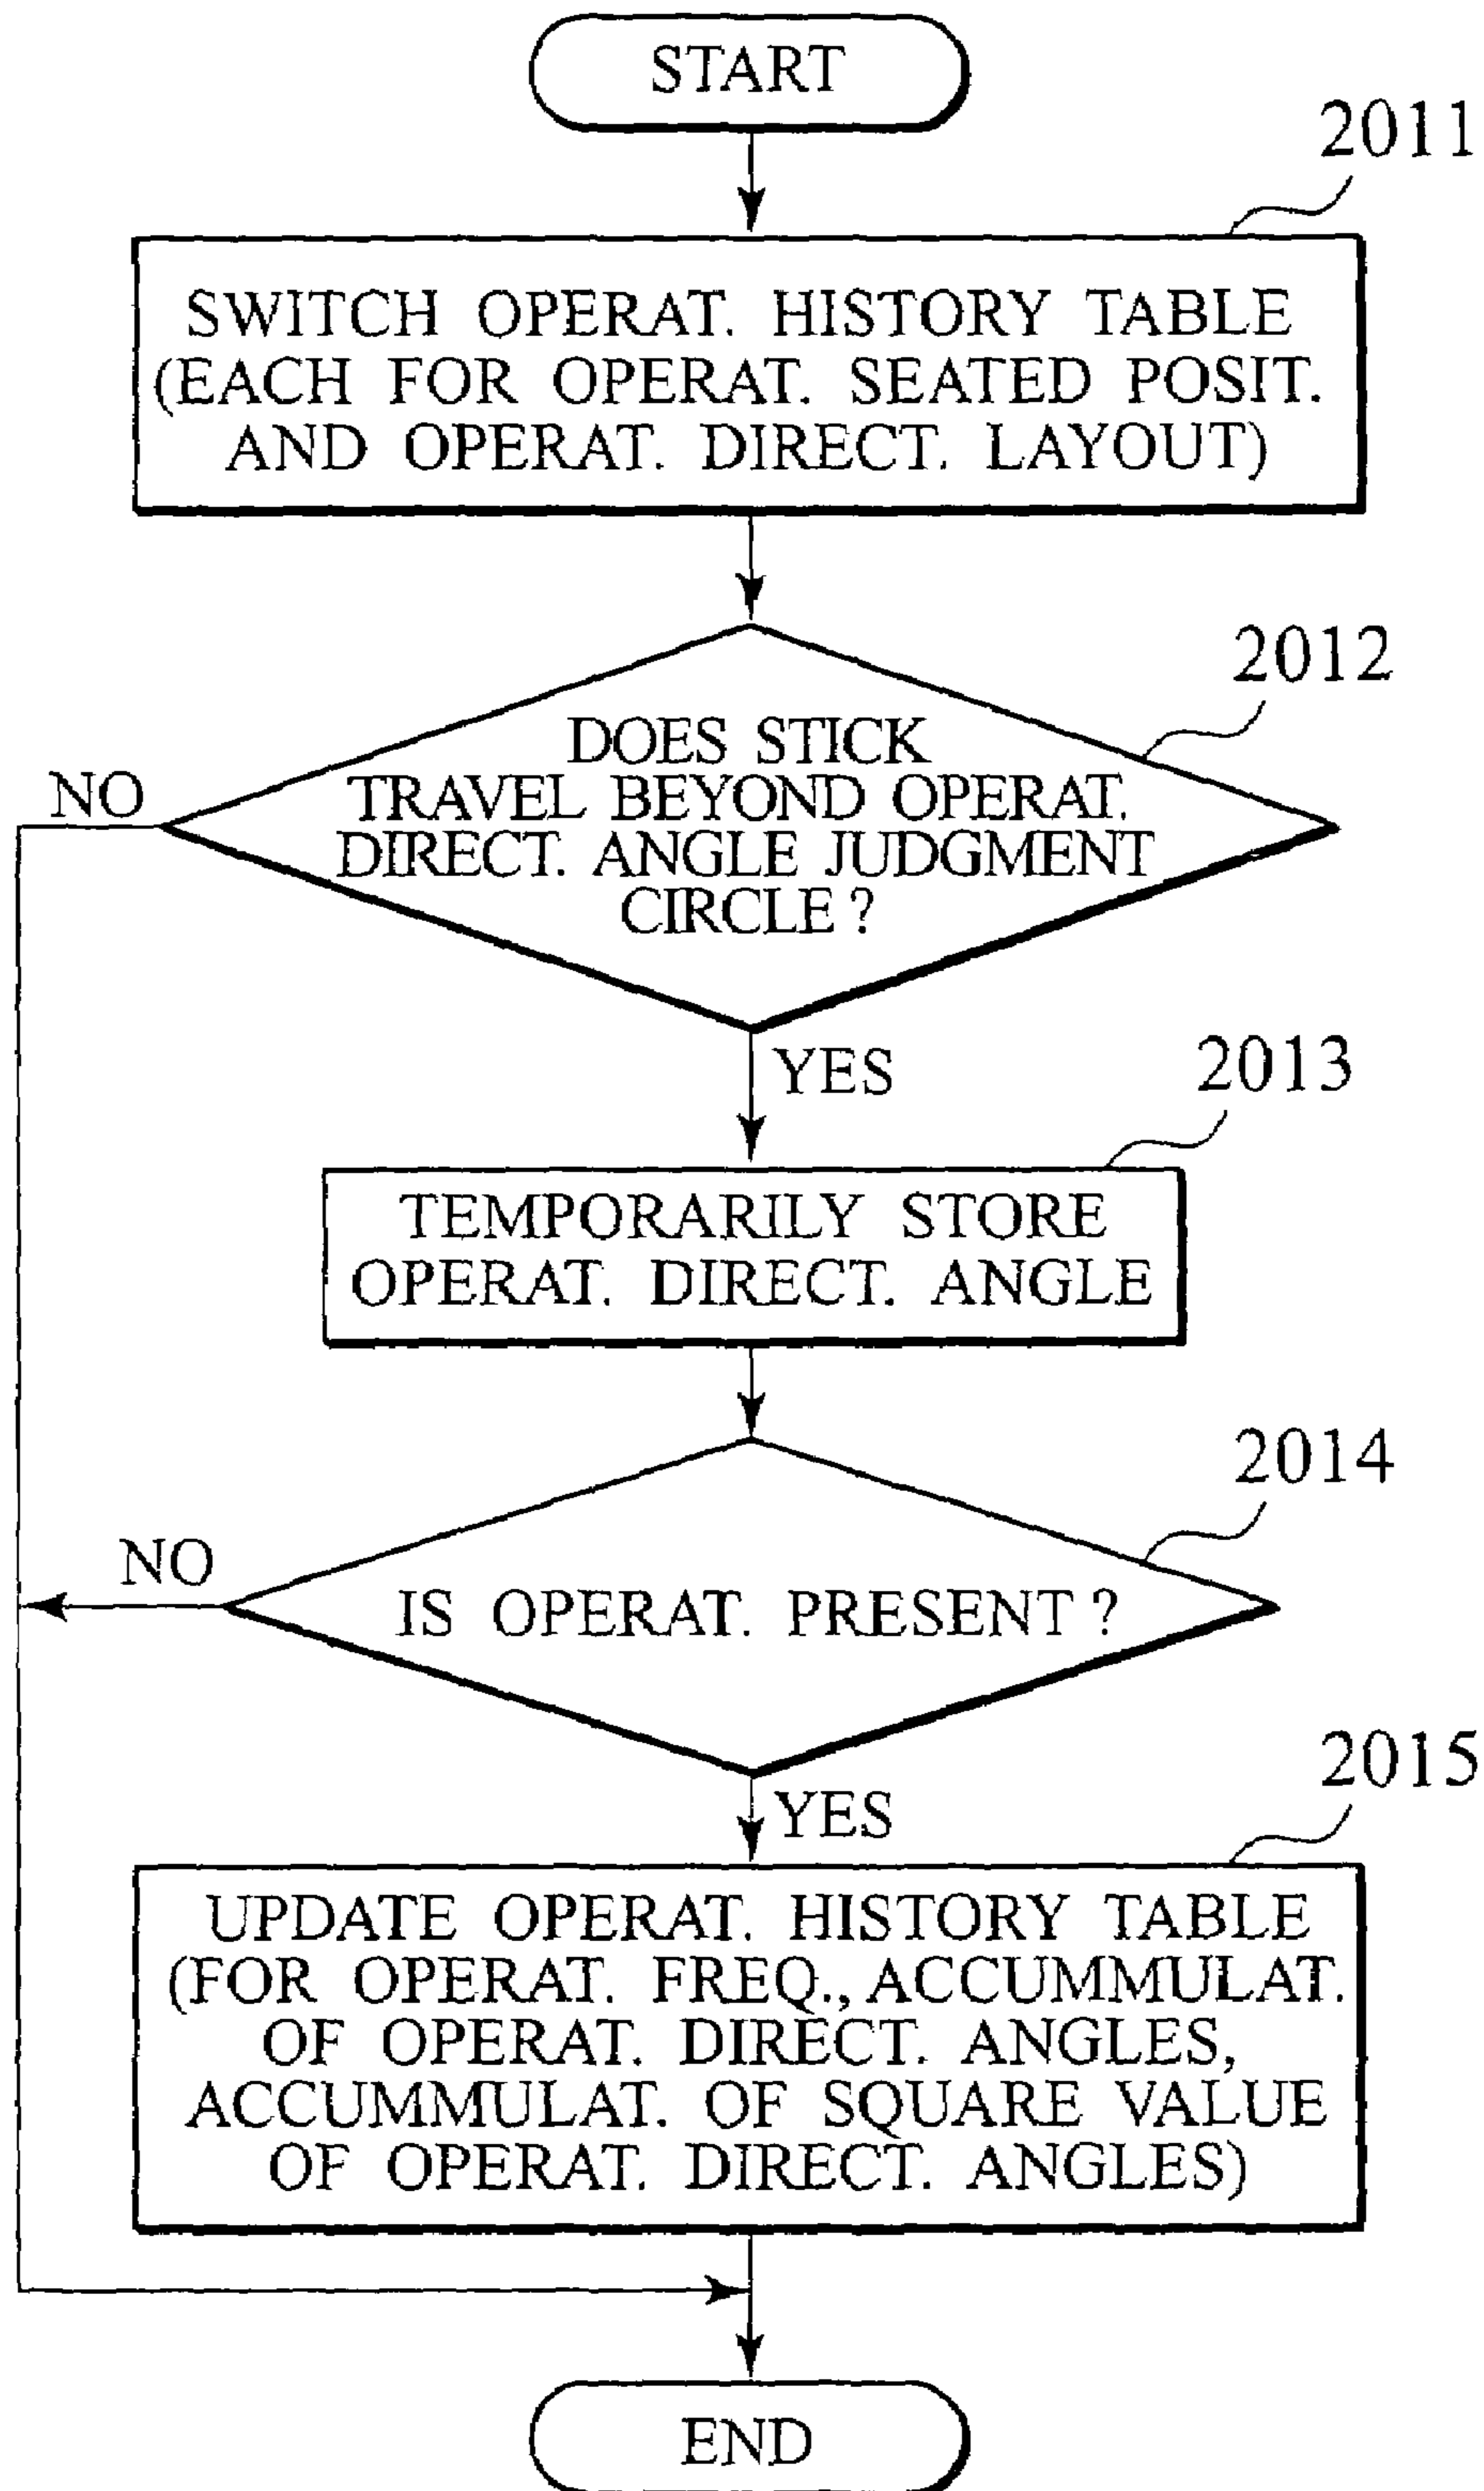 START
2011
SWITCH OPERAT. HISTORY TABLE
(EACH FOR OPERAT. SEATED POSIT.
AND OPERAT. DIRECT. LAYOUT)
2012
DOES STICK
TRAVEL BEYOND OPERAT.
DIRECT. ANGLE JUDGMENT
CIRCLE ?
NO
YES
2013
TEMPORARILY STORE
OPERAT. DIRECT. ANGLE
2014
IS OPERAT. PRESENT ?
NO
YES
2015
UPDATE OPERAT. HISTORY TABLE
(FOR OPERAT. FREQ., ACCUMMULAT.
OF OPERAT. DIRECT. ANGLES,
ACCUMMULAT. OF SQUARE VALUE
OF OPERAT. DIRECT. ANGLES)
END